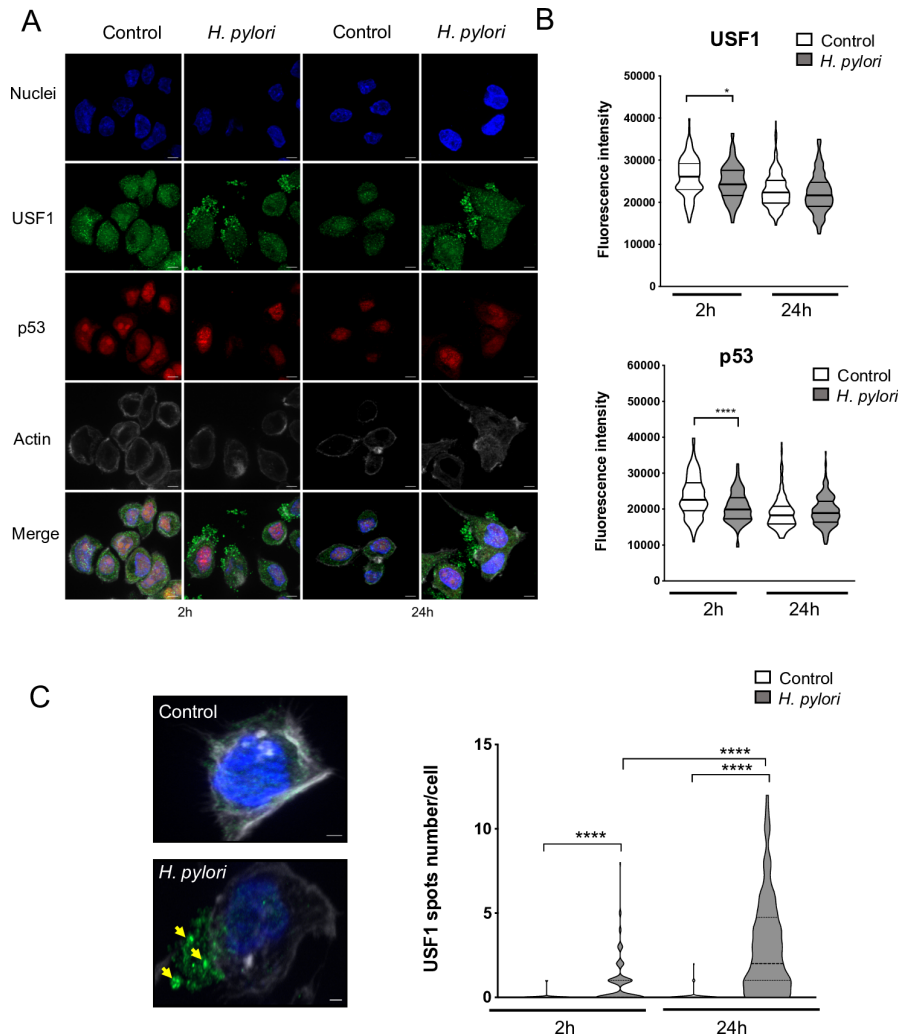 A
Control
H. pylori
Control
H. pylori
Nuclei
USF1
p53
Actin
Merge
2h
24h
B
USF1
Control
H. pylori
Fluorescence intensity
50000
40000
30000
20000
10000
0
*
2h
24h
p53
Control
H. pylori
Fluorescence intensity
60000
50000
40000
30000
20000
10000
0
****
2h
24h
C
Control
H. pylori
Control
H. pylori
USF1 spots number/cell
15
10
5
0
****
****
****
2h
24h